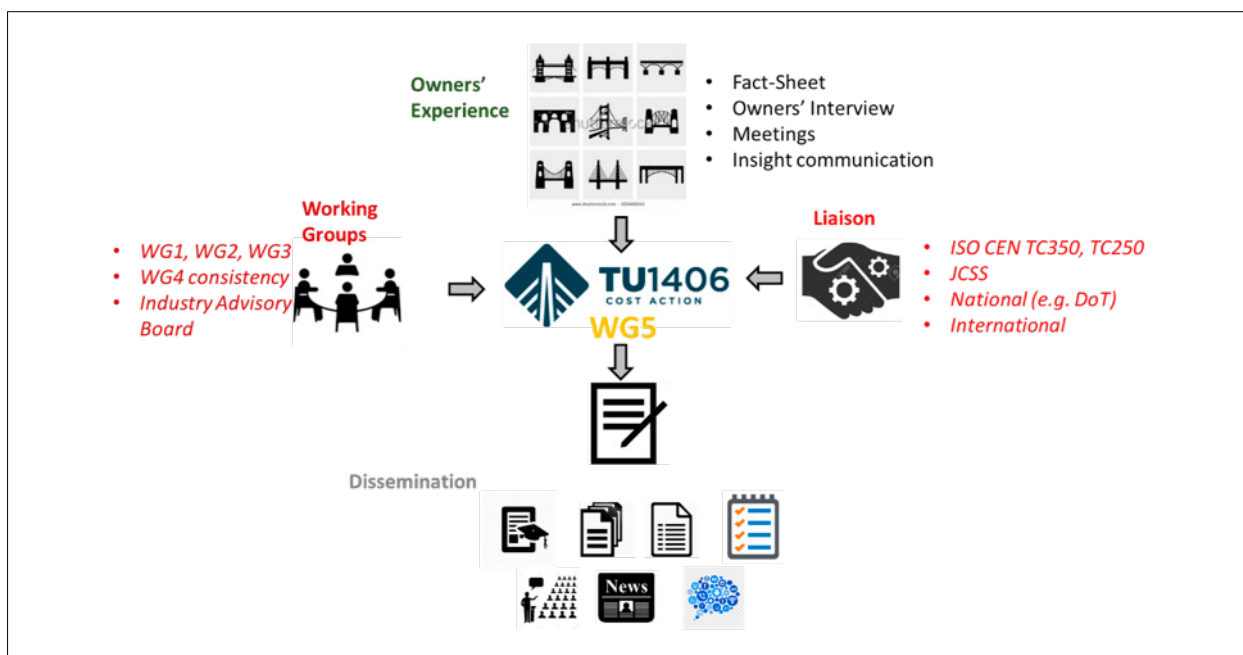 Owners'
Experience
• Fact-Sheet
• Owners' Interview
• Meetings
• Insight communication
Working
Groups
• WG1, WG2, WG3
• WG4 consistency
• Industry Advisory
Board
TU1406
COST ACTION
WG5
Liaison
• ISO CEN TC350, TC250
• JCSS
• National (e.g. DoT)
• International
Dissemination
News